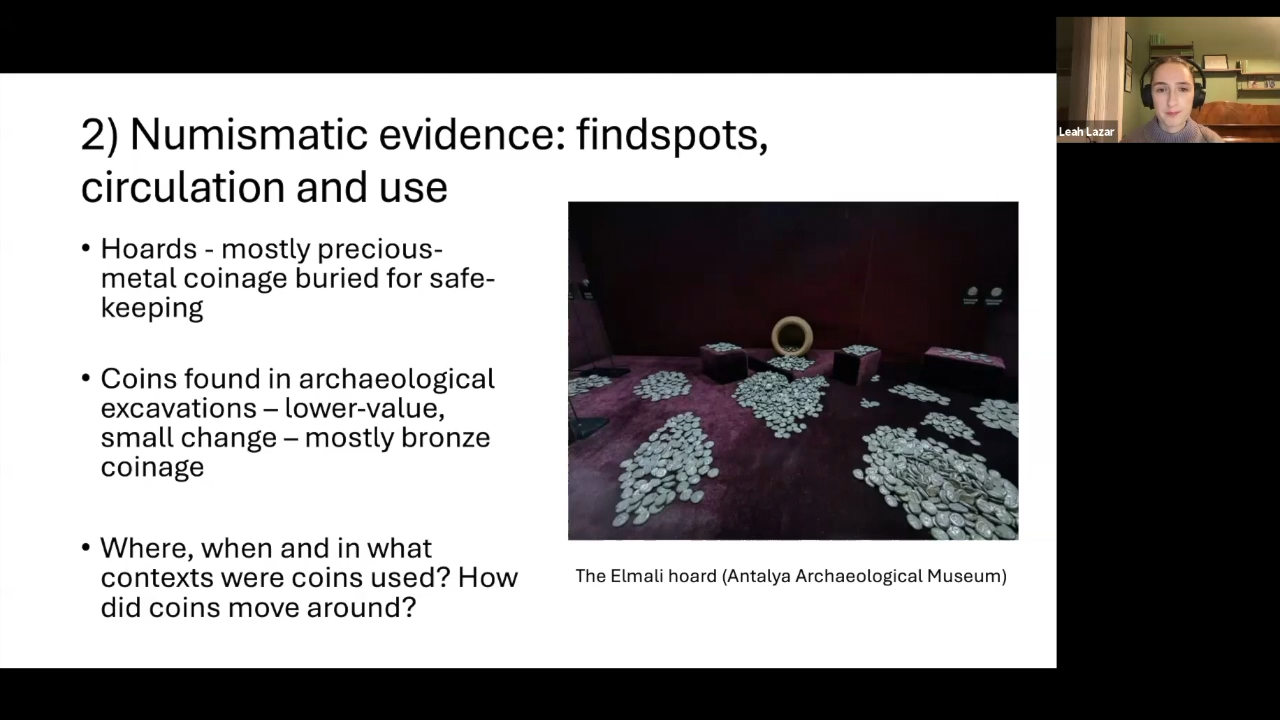 2) Numismatic evidence: findspots,
circulation and use
• Hoards - mostly precious-
metal coinage buried for safe-
keeping
• Coins found in archaeological
excavations – lower-value,
small change – mostly bronze
coinage
• Where, when and in what
contexts were coins used? How
did coins move around?
The Elmali hoard (Antalya Archaeological Museum)
Leah Lazar